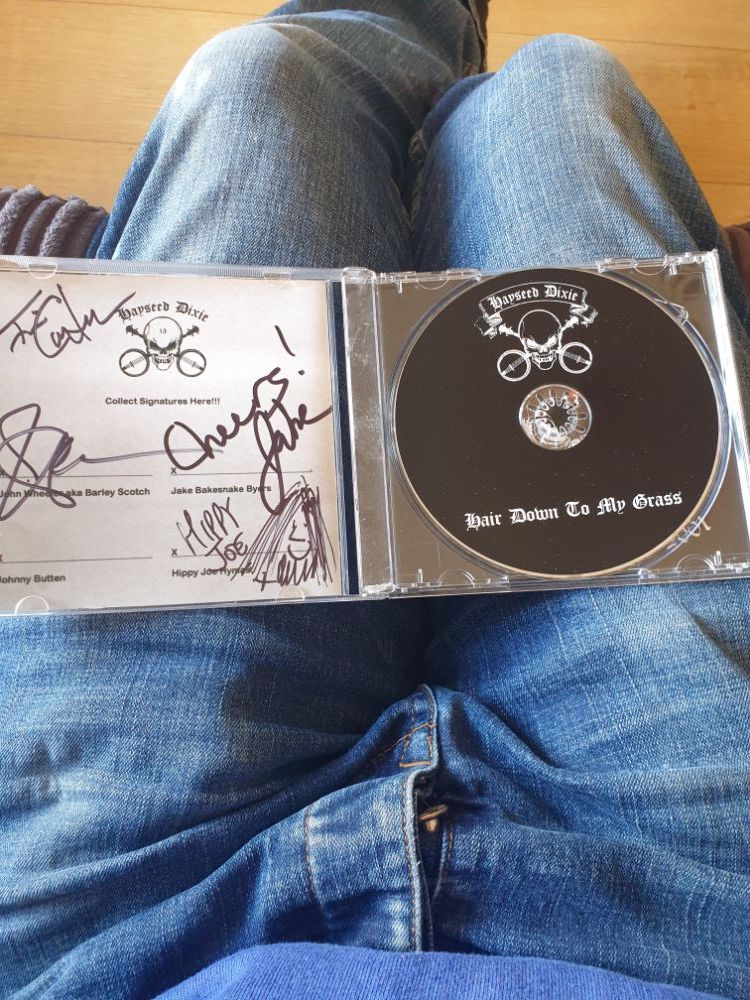 Hayseed Dixie
13
Collect Signatures Here!!!
Cheers!
Jake
x
John Wheeler aka Barley Scotch
Jake Bakesnake Byers
x
x
HIPPY
JOE
Johnny Butten
Hippy Joe Hymas
Hayseed Dixie
Hair Down To My Grass